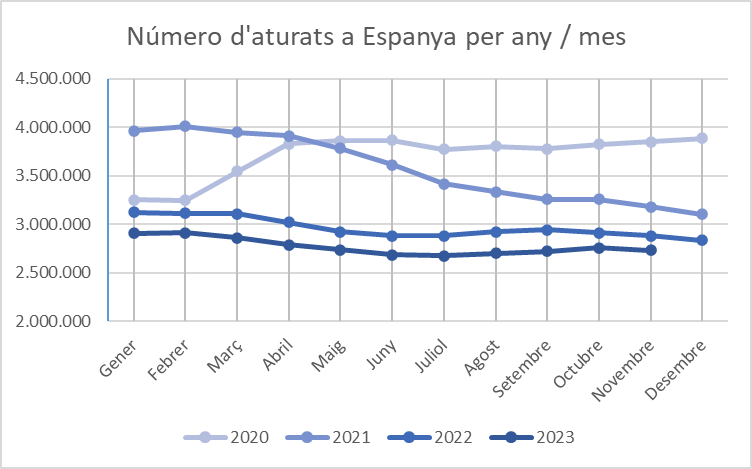 Número d'aturats a Espanya per any / mes
4.500.000
4.000.000
3.500.000
3.000.000
2.500.000
2.000.000
Gener
Febrer
Març
Abril
Maig
Juny
Juliol
Agost
Setembre
Octubre
Novembre
Desembre
2020 2021 2022 2023